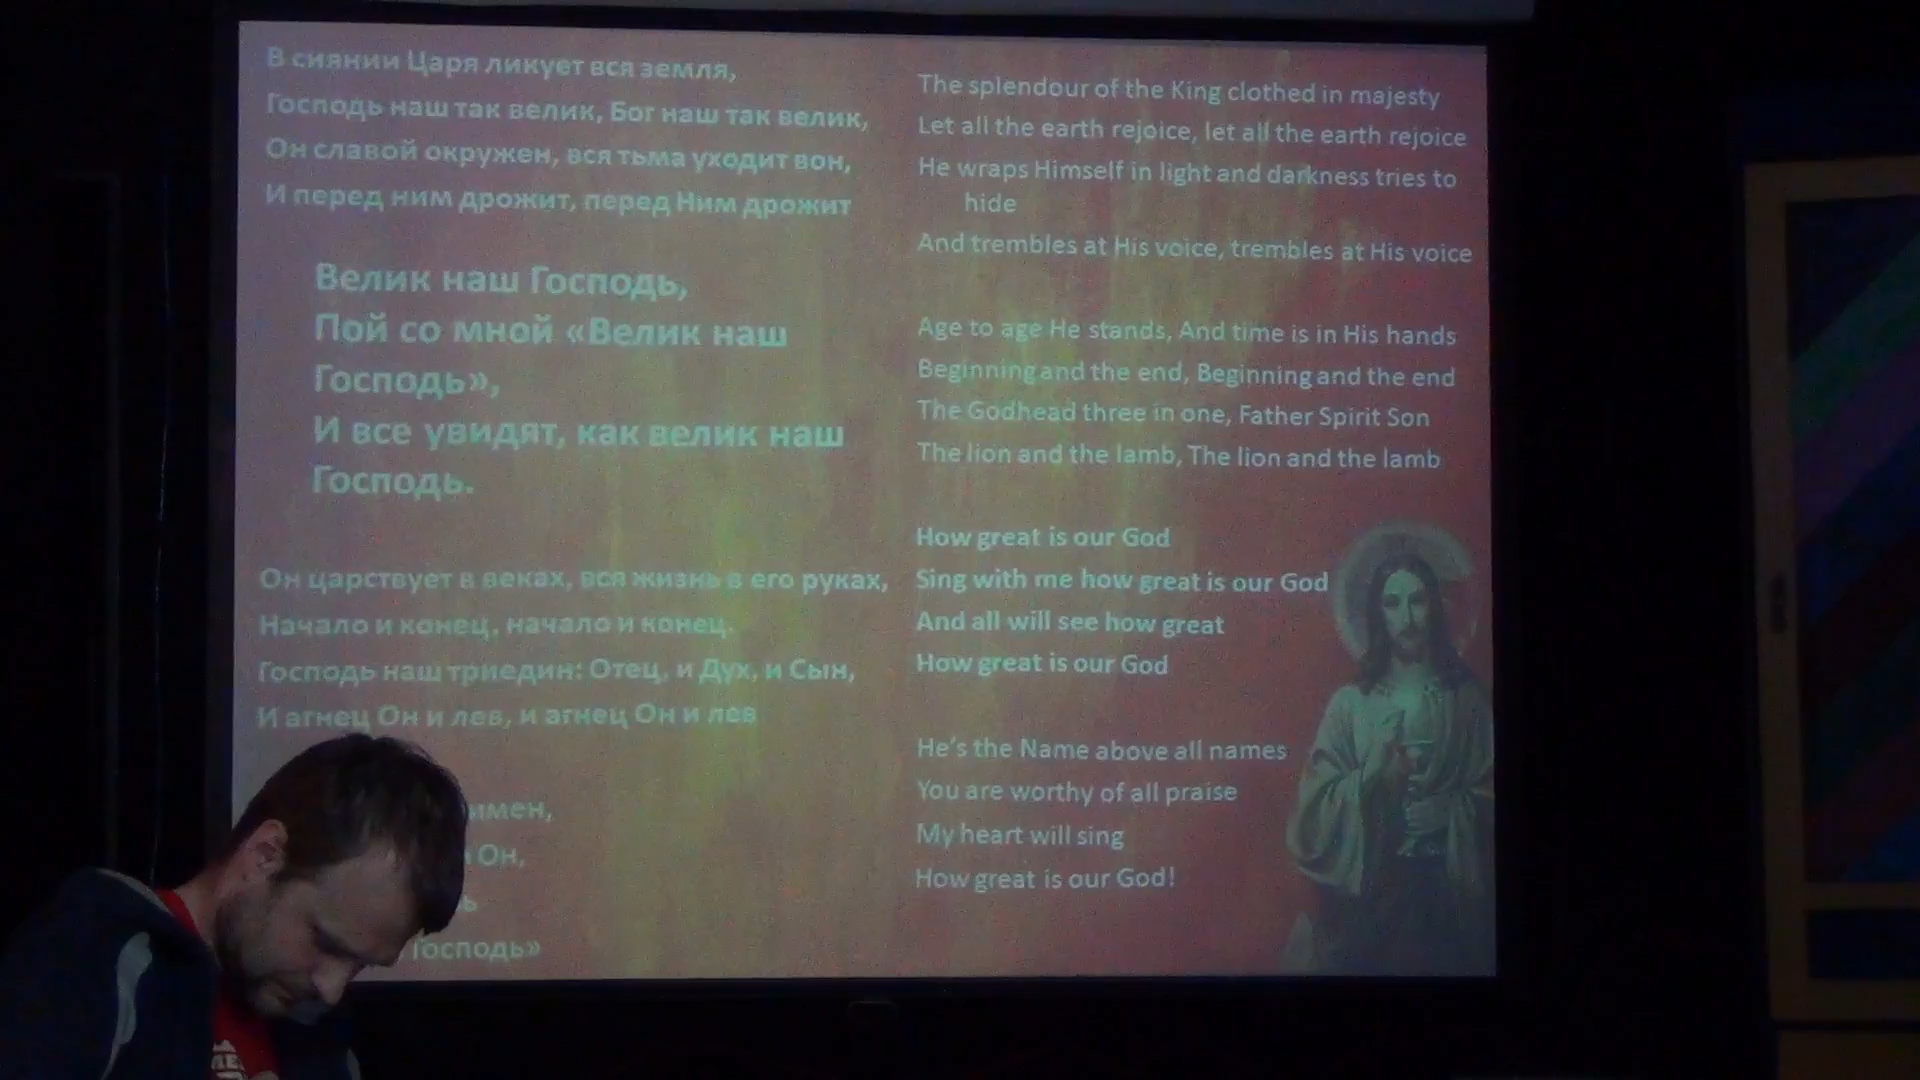 В сиянии Царя ликует вся земля,
Господь наш так велик, Бог наш так велик,
Он славой окружен, вся тьма уходит вон,
И перед ним дрожит, перед Ним дрожит
Велик наш Господь,
Пой со мной «Велик наш
Господь»,
И все увидят, как велик наш
Господь.
Он царствует в веках, вся жизнь в его руках,
Начало и конец, начало и конец.
Господь наш триедин: Отец, и Дух, и Сын,
И агнец Он и лев, и агнец Он и лев
имен,
Он,
Господь»
The splendour of the King clothed in majesty
Let all the earth rejoice, let all the earth rejoice
He wraps Himself in light and darkness tries to
hide
And trembles at His voice, trembles at His voice
Age to age He stands, And time is in His hands
Beginning and the end, Beginning and the end
The Godhead three in one, Father Spirit Son
The lion and the lamb, The lion and the lamb
How great is our God
Sing with me how great is our God
And all will see how great
How great is our God
He's the Name above all names
You are worthy of all praise
My heart will sing
How great is our God!